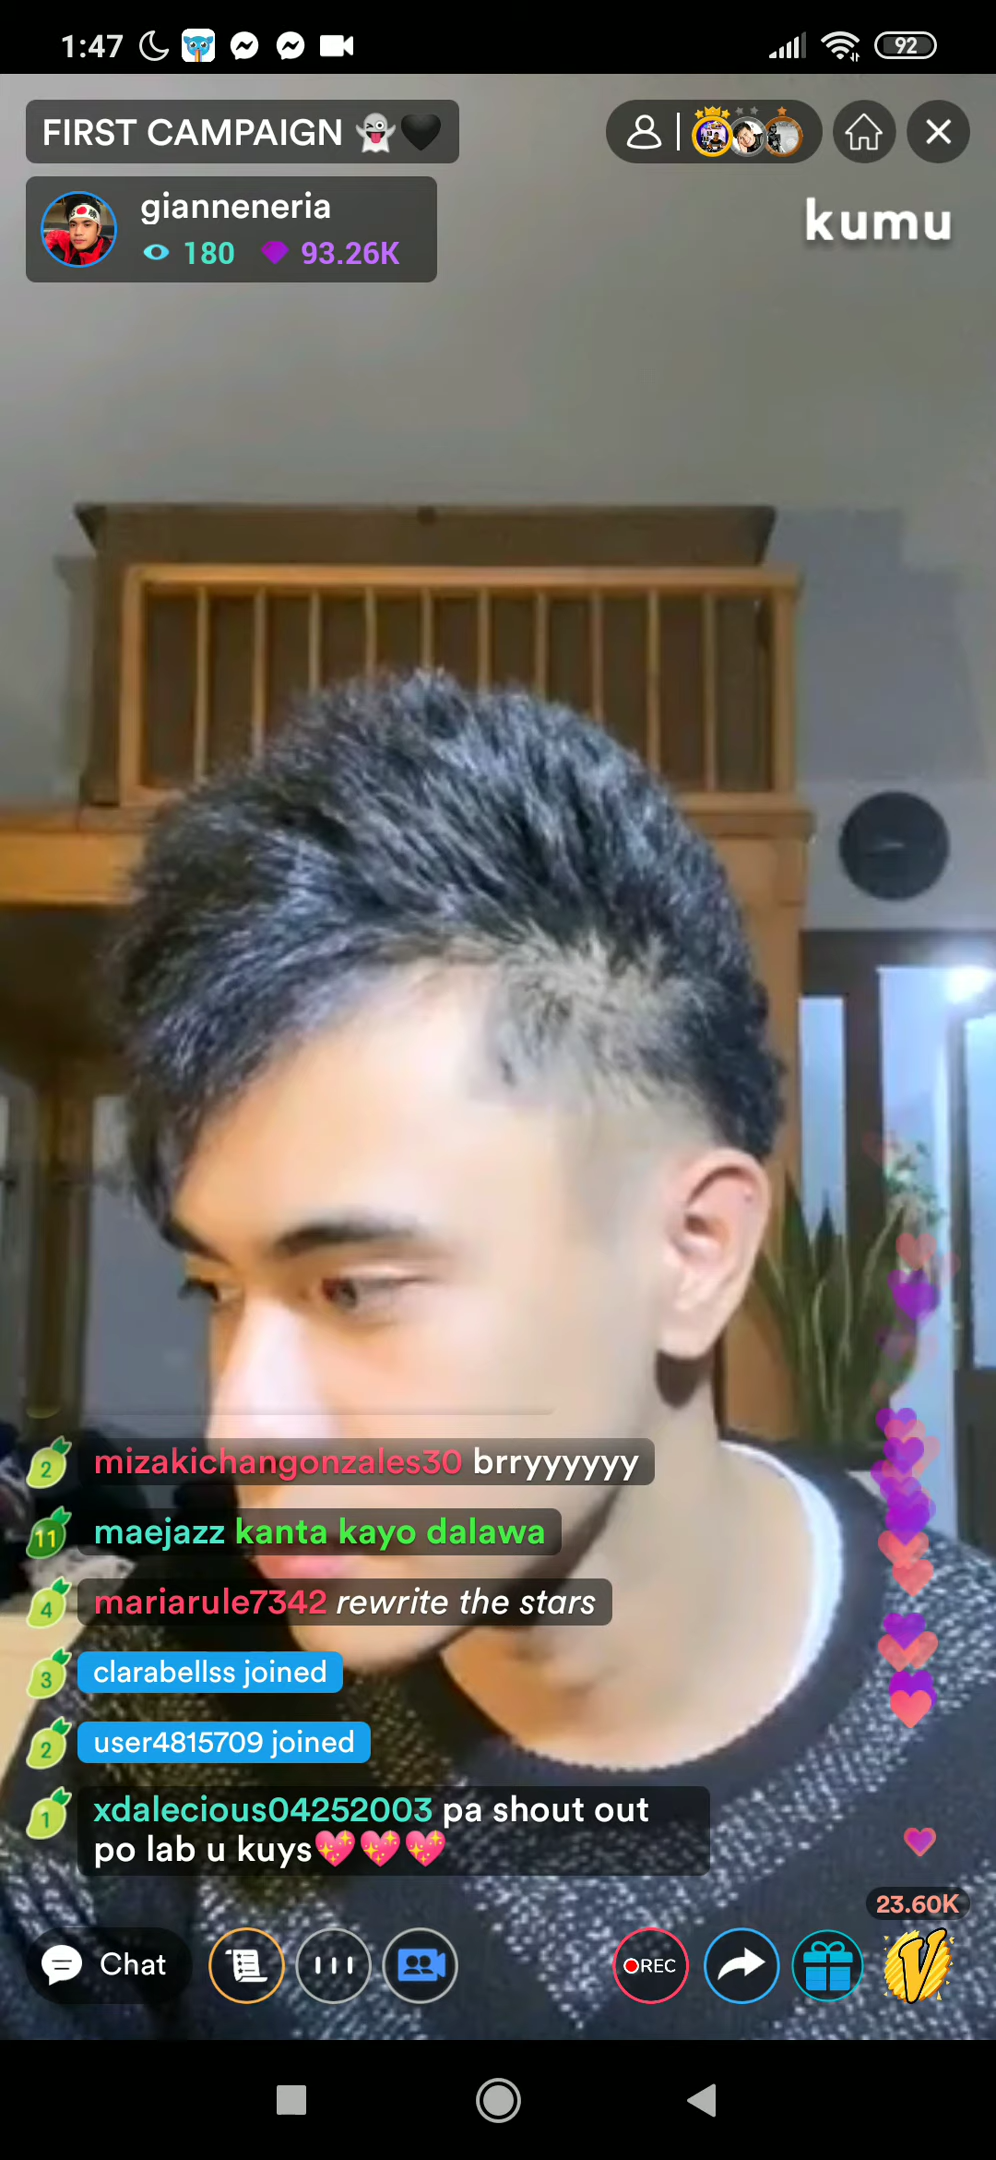 1:47
92
FIRST CAMPAIGN 👻🖤
gianneneria
180 93.26K
kumu
2 mizakichangonzales30 brryyyyyy
11 maejazz kanta kayo dalawa
4 mariarule7342 rewrite the stars
3 clarabellss joined
2 user4815709 joined
1 xdalecious04252003 pa shout out
po lab u kuys💖💖💖
23.60K
Chat
REC
V